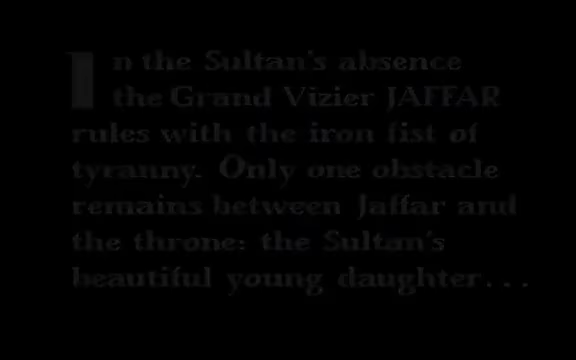 In the Sultan's absence
the Grand Vizier JAFFAR
rules with the iron fist of
tyranny. Only one obstacle
remains between Jaffar and
the throne: the Sultan's
beautiful young daughter...